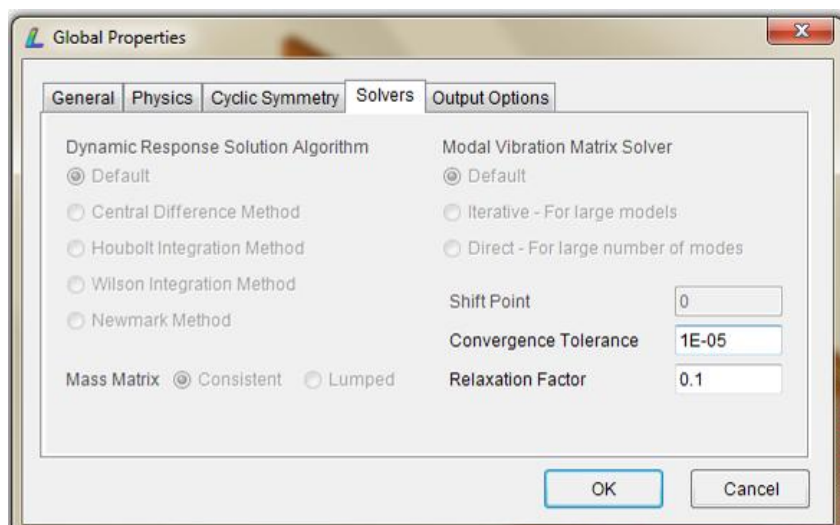 Global Properties
General Physics Cyclic Symmetry Solvers Output Options
Dynamic Response Solution Algorithm
Default
Central Difference Method
Houbolt Integration Method
Wilson Integration Method
Newmark Method
Mass Matrix Consistent Lumped
Modal Vibration Matrix Solver
Default
Iterative - For large models
Direct - For large number of modes
Shift Point 0
Convergence Tolerance 1E-05
Relaxation Factor 0.1
OK Cancel